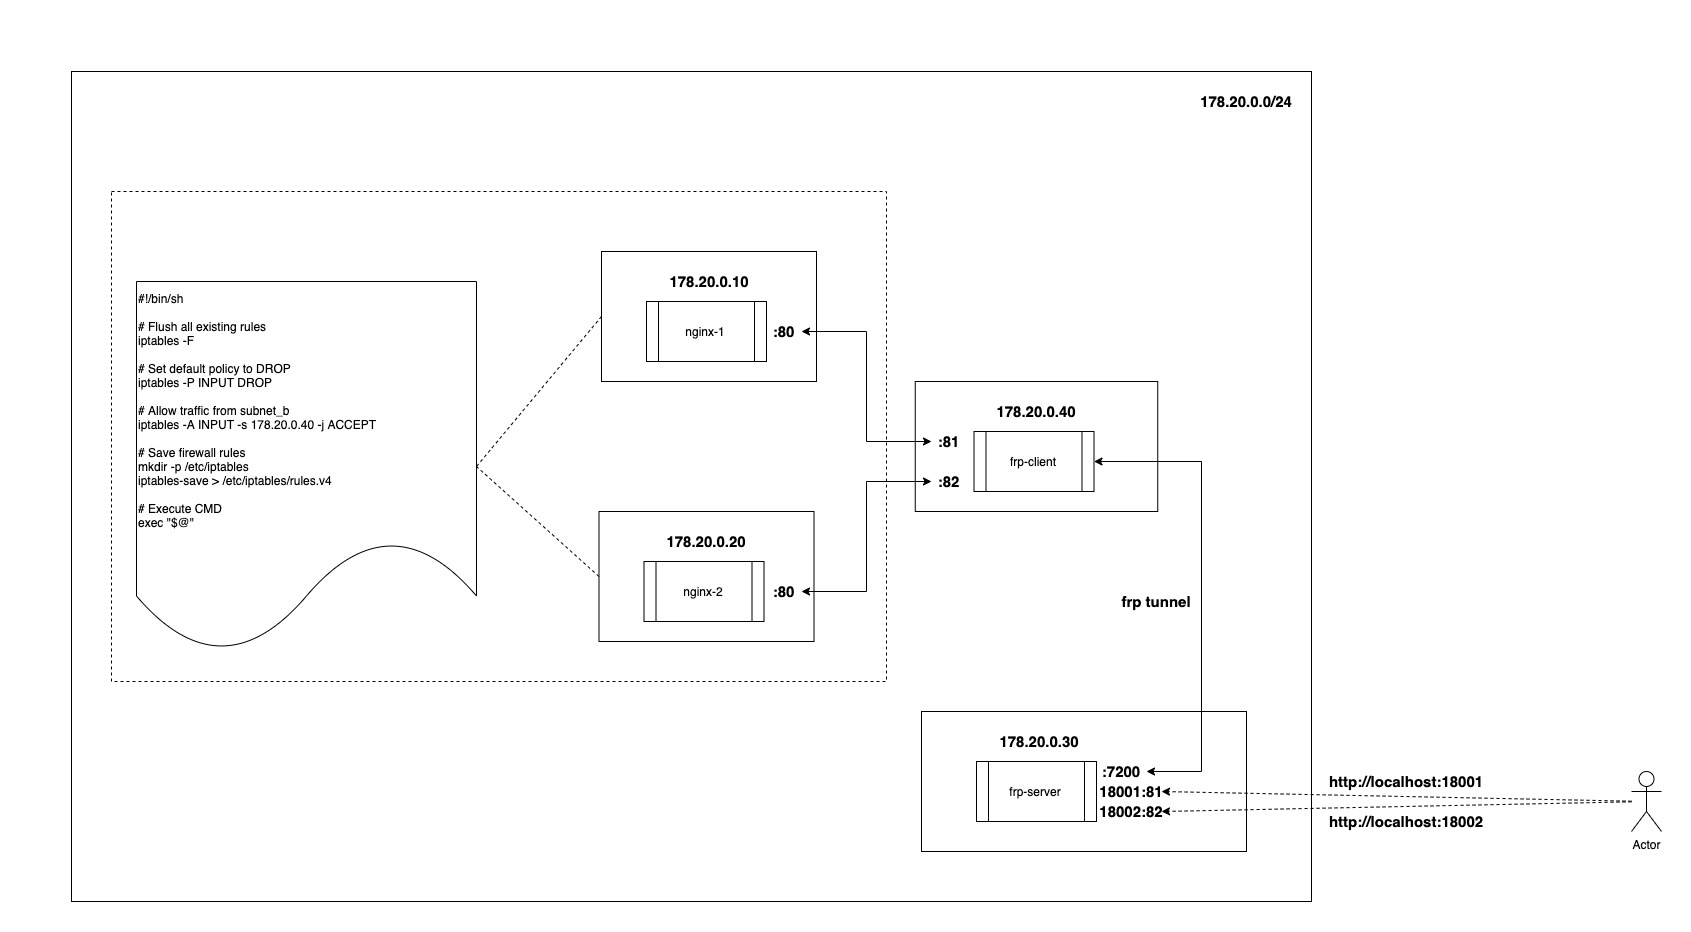 178.20.0.0/24
#!/bin/sh
# Flush all existing rules
iptables -F
# Set default policy to DROP
iptables -P INPUT DROP
# Allow traffic from subnet_b
iptables -A INPUT -s 178.20.0.40 -j ACCEPT
# Save firewall rules
mkdir -p /etc/iptables
iptables-save > /etc/iptables/rules.v4
# Execute CMD
exec "$@"
178.20.0.10
nginx-1
:80
178.20.0.20
nginx-2
:80
178.20.0.40
:81
frp-client
:82
frp tunnel
178.20.0.30
frp-server
:7200
18001:81
18002:82
http://localhost:18001
http://localhost:18002
Actor